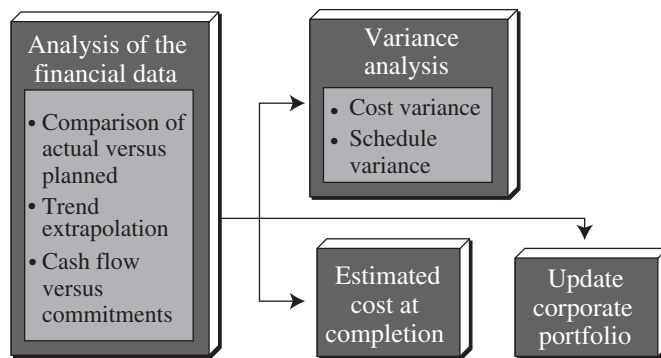 Analysis of the
financial data
• Comparison of
actual versus
planned
• Trend
extrapolation
• Cash flow
versus
commitments
Variance
analysis
• Cost variance
• Schedule
variance
Estimated
cost at
completion
Update
corporate
portfolio